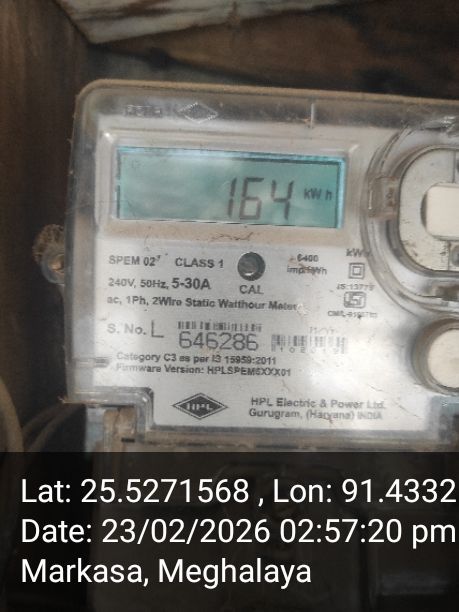 164 kWh
SPEM 02 CLASS 1
6400 imp/kWh
240V, 50Hz, 5-30A
CAL
IS:13779
ac, 1Ph, 2Wire Static Watthour Meter
S. No. L 646286
Category C3 as per IS 15959:2011
Firmware Version: HPLSPEM6XXX01
HPL
HPL Electric & Power Ltd.
Gurugram, (Haryana) INDIA
Lat: 25.5271568 , Lon: 91.4332
Date: 23/02/2026 02:57:20 pm
Markasa, Meghalaya